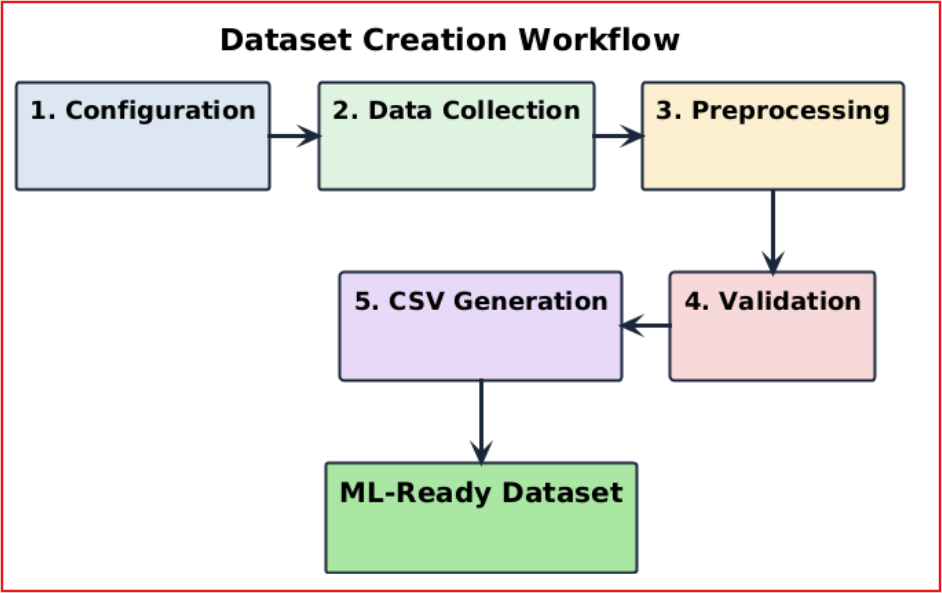 Dataset Creation Workflow
1. Configuration
2. Data Collection
3. Preprocessing
4. Validation
5. CSV Generation
ML-Ready Dataset